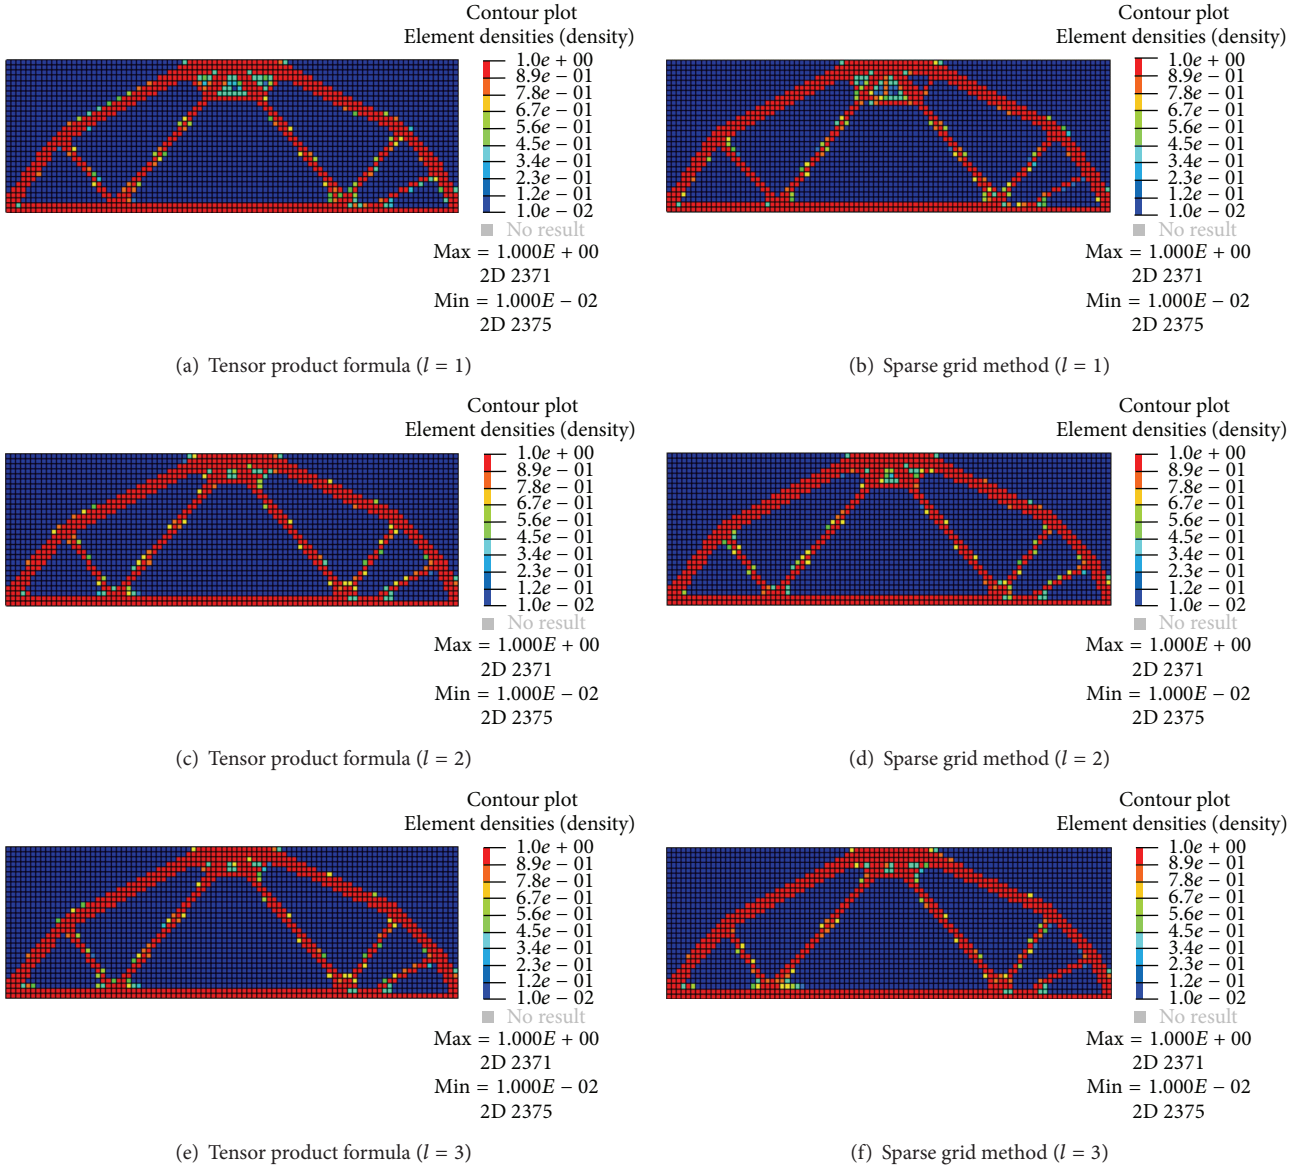 Contour plot
Element densities (density)
1.0e + 00
8.9e − 01
7.8e − 01
6.7e − 01
5.6e − 01
4.5e − 01
3.4e − 01
2.3e − 01
1.2e − 01
1.0e − 02
No result
Max = 1.000E + 00
2D 2371
Min = 1.000E − 02
2D 2375
(a) Tensor product formula (l = 1)
Contour plot
Element densities (density)
1.0e + 00
8.9e − 01
7.8e − 01
6.7e − 01
5.6e − 01
4.5e − 01
3.4e − 01
2.3e − 01
1.2e − 01
1.0e − 02
No result
Max = 1.000E + 00
2D 2371
Min = 1.000E − 02
2D 2375
(b) Sparse grid method (l = 1)
Contour plot
Element densities (density)
1.0e + 00
8.9e − 01
7.8e − 01
6.7e − 01
5.6e − 01
4.5e − 01
3.4e − 01
2.3e − 01
1.2e − 01
1.0e − 02
No result
Max = 1.000E + 00
2D 2371
Min = 1.000E − 02
2D 2375
(c) Tensor product formula (l = 2)
Contour plot
Element densities (density)
1.0e + 00
8.9e − 01
7.8e − 01
6.7e − 01
5.6e − 01
4.5e − 01
3.4e − 01
2.3e − 01
1.2e − 01
1.0e − 02
No result
Max = 1.000E + 00
2D 2371
Min = 1.000E − 02
2D 2375
(d) Sparse grid method (l = 2)
Contour plot
Element densities (density)
1.0e + 00
8.9e − 01
7.8e − 01
6.7e − 01
5.6e − 01
4.5e − 01
3.4e − 01
2.3e − 01
1.2e − 01
1.0e − 02
No result
Max = 1.000E + 00
2D 2371
Min = 1.000E − 02
2D 2375
(e) Tensor product formula (l = 3)
Contour plot
Element densities (density)
1.0e + 00
8.9e − 01
7.8e − 01
6.7e − 01
5.6e − 01
4.5e − 01
3.4e − 01
2.3e − 01
1.2e − 01
1.0e − 02
No result
Max = 1.000E + 00
2D 2371
Min = 1.000E − 02
2D 2375
(f) Sparse grid method (l = 3)